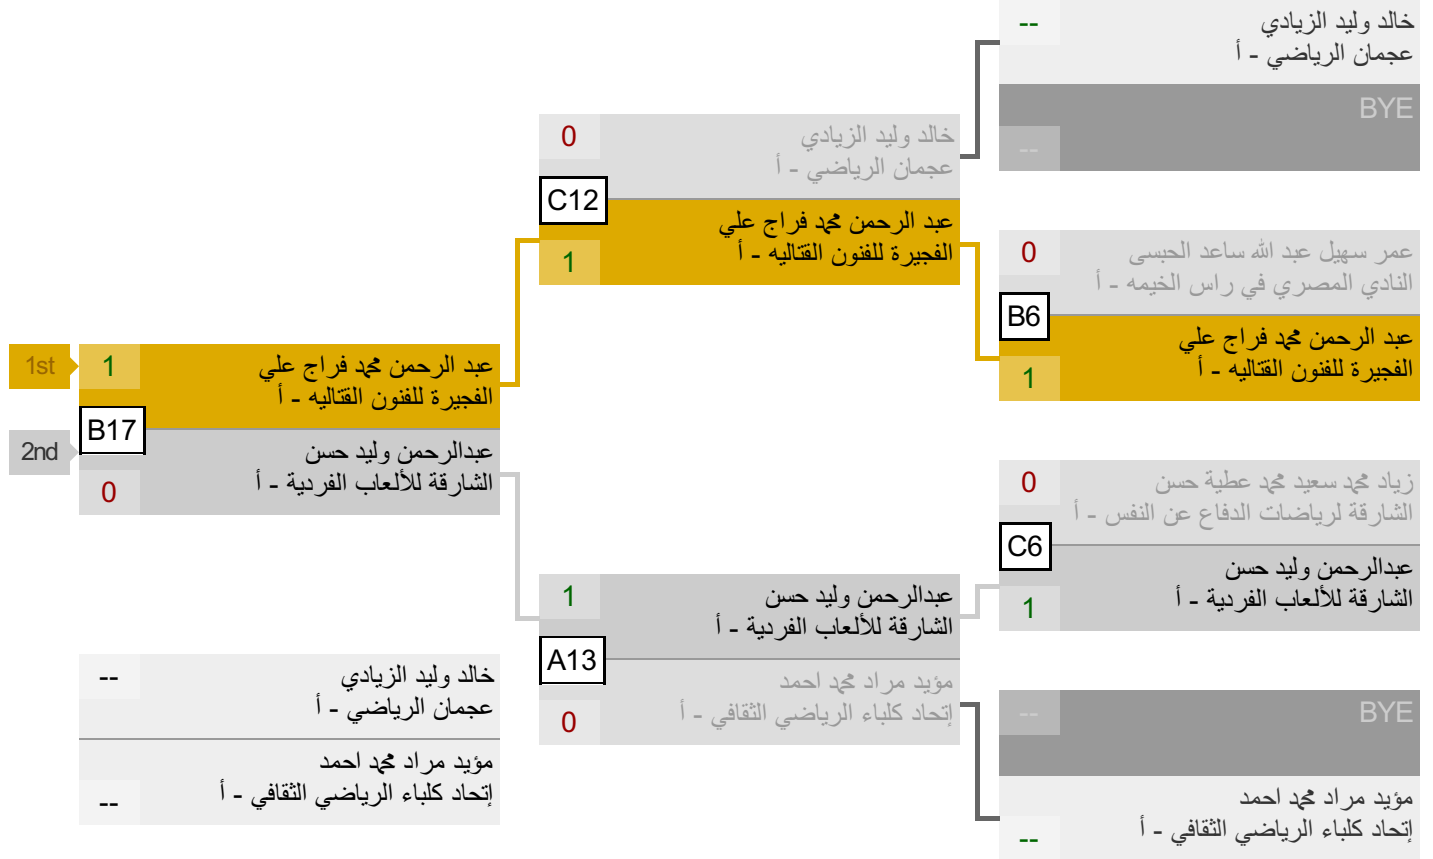 --
خالد وليد الزيادي
عجمان الرياضي - أ
BYE
--
0
خالد وليد الزيادي
عجمان الرياضي - أ
C12
عبد الرحمن محمد فراج علي
الفجيرة للفنون القتاليه - أ
1
0
عمر سهيل عبد الله ساعد الحبسى
النادي المصري في راس الخيمه - أ
B6
عبد الرحمن محمد فراج علي
الفجيرة للفنون القتاليه - أ
1
1st
1
عبد الرحمن محمد فراج علي
الفجيرة للفنون القتاليه - أ
B17
2nd
عبدالرحمن وليد حسن
الشارقة للألعاب الفردية - أ
0
0
زياد محمد سعيد محمد عطية حسن
الشارقة لرياضات الدفاع عن النفس - أ
C6
عبدالرحمن وليد حسن
الشارقة للألعاب الفردية - أ
1
1
عبدالرحمن وليد حسن
الشارقة للألعاب الفردية - أ
A13
مؤيد مراد محمد احمد
إتحاد كلباء الرياضي الثقافي - أ
0
--
خالد وليد الزيادي
عجمان الرياضي - أ
مؤيد مراد محمد احمد
إتحاد كلباء الرياضي الثقافي - أ
--
--
BYE
مؤيد مراد محمد احمد
إتحاد كلباء الرياضي الثقافي - أ
--